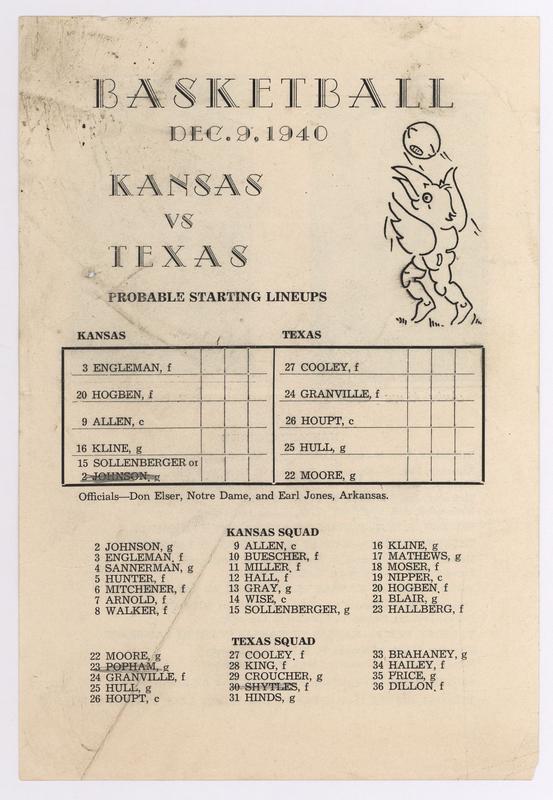 BASKETBALL
DEC. 9, 1940
KANSAS
VS
TEXAS
PROBABLE STARTING LINEUPS
KANSAS TEXAS
3 ENGLEMAN, f 27 COOLEY, f
20 HOGBEN, f 24 GRANVILLE, f
9 ALLEN, c 26 HOUPT, c
16 KLINE, g 25 HULL, g
15 SOLLENBERGER or
2 JOHNSON, g 22 MOORE, g
Officials—Don Elser, Notre Dame, and Earl Jones, Arkansas.
KANSAS SQUAD
2 JOHNSON, g 9 ALLEN, c 16 KLINE, g
3 ENGLEMAN, f 10 BUESCHER, f 17 MATHEWS, g
4 SANNERMAN, g 11 MILLER, f 18 MOSER, f
5 HUNTER, f 12 HALL, f 19 NIPPER, c
6 MITCHENER, f 13 GRAY, g 20 HOGBEN, f
7 ARNOLD, f 14 WISE, c 21 BLAIR, g
8 WALKER, f 15 SOLLENBERGER, g 23 HALLBERG, f
TEXAS SQUAD
22 MOORE, g 27 COOLEY, f 33 BRAHANEY, g
23 POPHAM, g 28 KING, f 34 HAILEY, f
24 GRANVILLE, f 29 CROUCHER, g 35 PRICE, g
25 HULL, g 30 SHYTLES, f 36 DILLON, f
26 HOUPT, c 31 HINDS, g